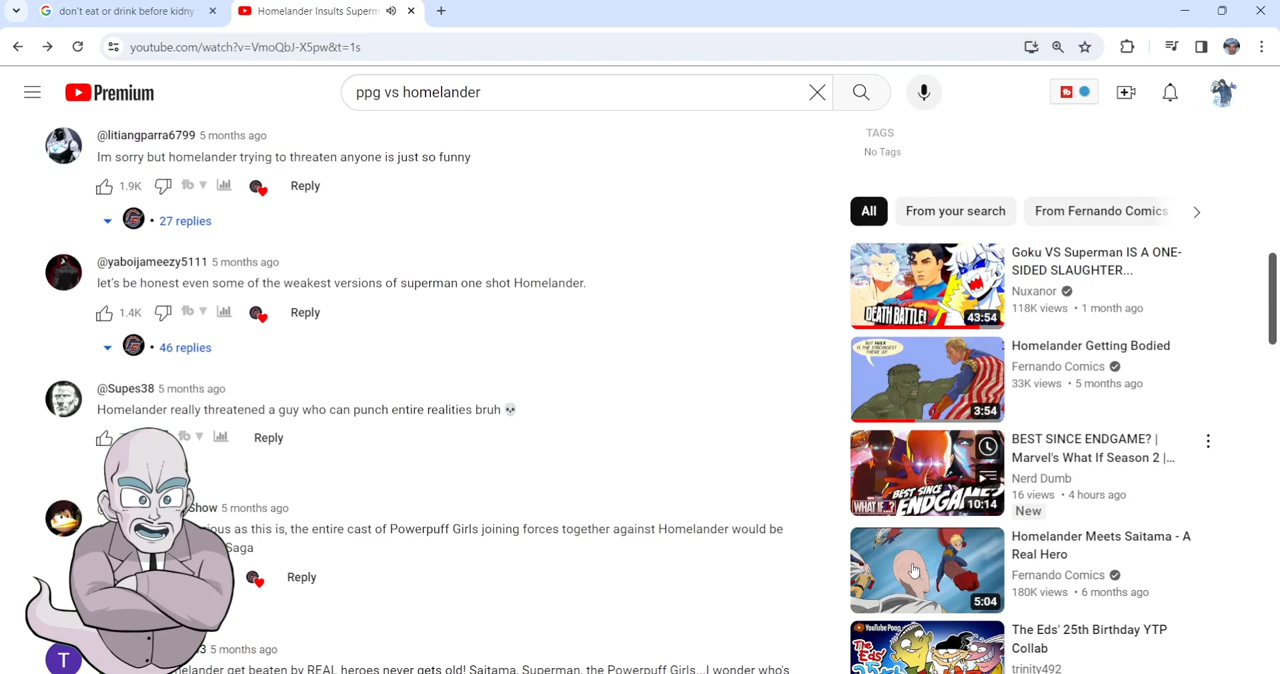 don't eat or drink before kidny
Homelander Insults Superm
youtube.com/watch?v=VmoQbJ-X5pw&t=1s
Premium
ppg vs homelander
@litiangparra6799 5 months ago
Im sorry but homelander trying to threaten anyone is just so funny
1.9K Reply
27 replies
@yaboijameezy5111 5 months ago
let's be honest even some of the weakest versions of superman one shot Homelander.
1.4K Reply
46 replies
@Supes38 5 months ago
Homelander really threatened a guy who can punch entire realities bruh 💀
Reply
Show 5 months ago
as this is, the entire cast of Powerpuff Girls joining forces together against Homelander would be
Saga
Reply
5 months ago
get beaten by REAL heroes never gets old! Saitama, Superman, the Powerpuff Girls...I wonder who's
TAGS
No Tags
All
From your search
From Fernando Comics
DEATH BATTLE!
43:54
Goku VS Superman IS A ONE-
SIDED SLAUGHTER...
Nuxanor
118K views • 1 month ago
3:54
Homelander Getting Bodied
Fernando Comics
33K views • 5 months ago
BEST SINCE
ENDGAME?
WHAT IF...?
10:14
BEST SINCE ENDGAME? |
Marvel's What If Season 2 |...
Nerd Dumb
16 views • 4 hours ago
New
5:04
Homelander Meets Saitama - A
Real Hero
Fernando Comics
180K views • 6 months ago
YouTube Poop
The Eds' 25th Birthday YTP
Collab
trinity492
T